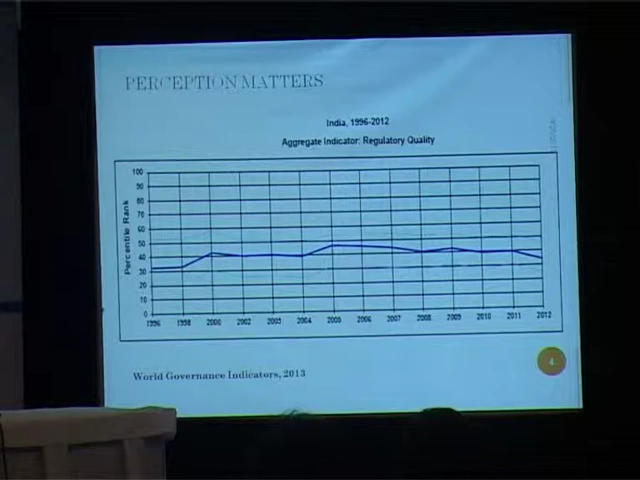 PERCEPTION MATTERS
India, 1996-2012
Aggregate Indicator: Regulatory Quality
Percentile Rank
100
90
80
70
60
50
40
30
20
10
0
1996 1998 2000 2002 2003 2004 2005 2006 2007 2008 2009 2010 2011 2012
World Governance Indicators, 2013
4